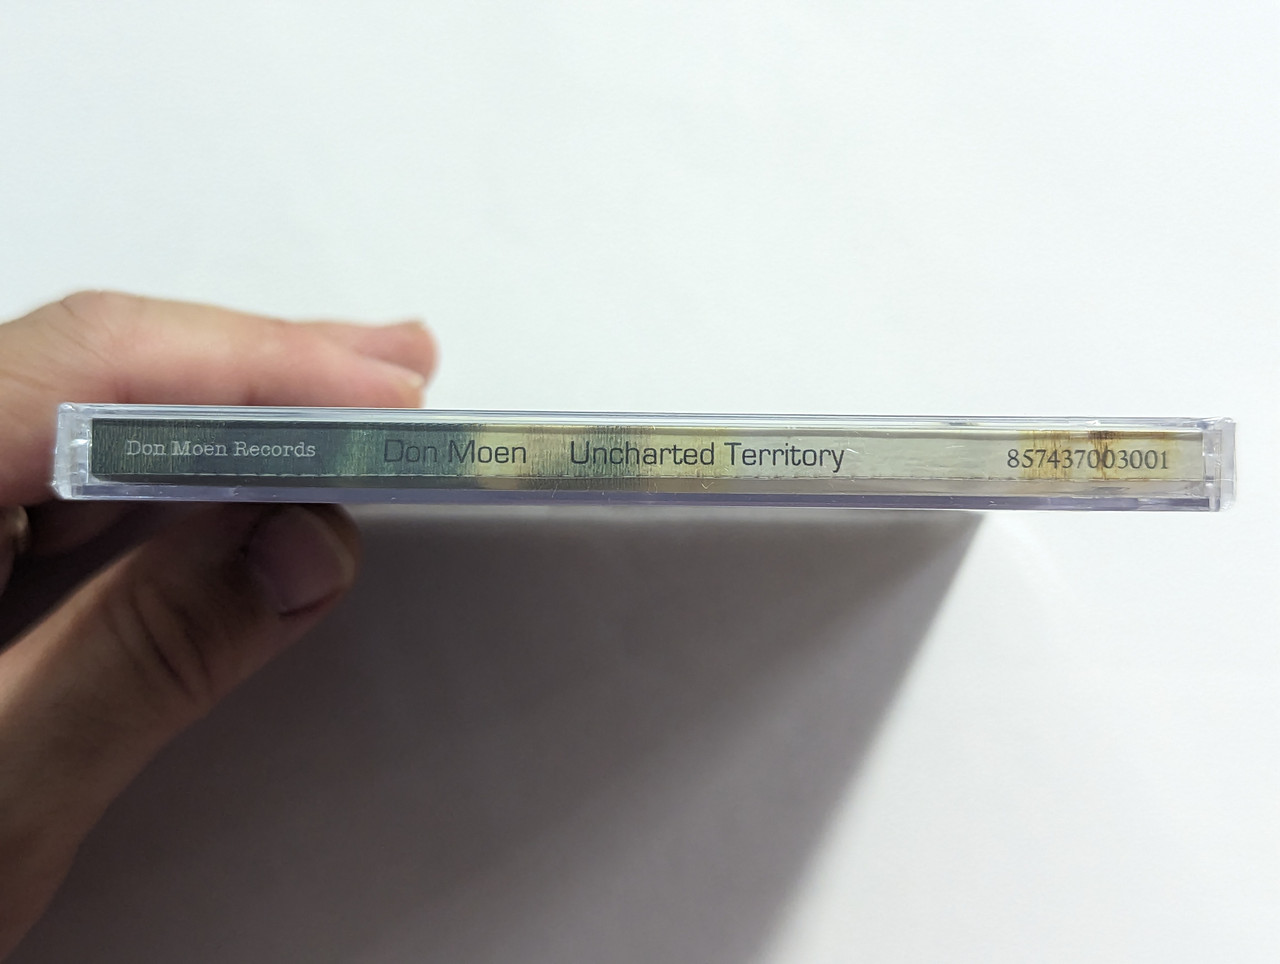 Don Moen Records Don Moen Uncharted Territory 857437003001